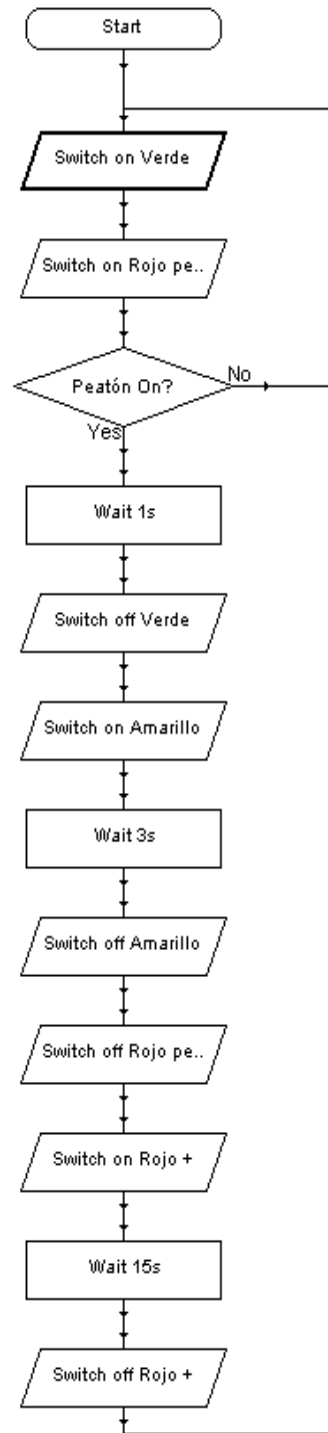 Start
Switch on Verde
Switch on Rojo pe..
Peatón On?
No
Yes
Wait 1s
Switch off Verde
Switch on Amarillo
Wait 3s
Switch off Amarillo
Switch off Rojo pe..
Switch on Rojo +
Wait 15s
Switch off Rojo +